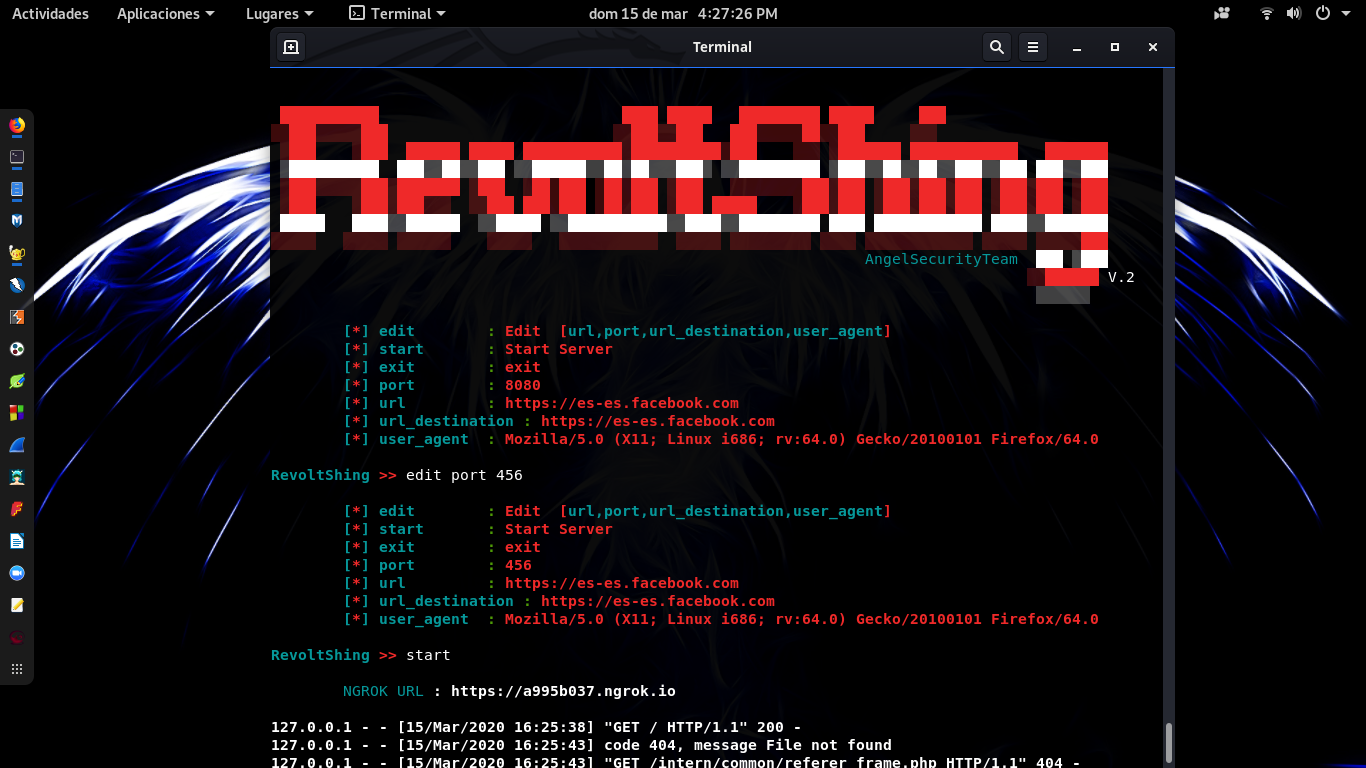 Actividades Aplicaciones Lugares Terminal dom 15 de mar 4:27:26 PM
Terminal
RevoltShing
AngelSecurityTeam
V.2
[*] edit : Edit [url,port,url_destination,user_agent]
[*] start : Start Server
[*] exit : exit
[*] port : 8080
[*] url : https://es-es.facebook.com
[*] url_destination : https://es-es.facebook.com
[*] user_agent : Mozilla/5.0 (X11; Linux i686; rv:64.0) Gecko/20100101 Firefox/64.0
RevoltShing >> edit port 456
[*] edit : Edit [url,port,url_destination,user_agent]
[*] start : Start Server
[*] exit : exit
[*] port : 456
[*] url : https://es-es.facebook.com
[*] url_destination : https://es-es.facebook.com
[*] user_agent : Mozilla/5.0 (X11; Linux i686; rv:64.0) Gecko/20100101 Firefox/64.0
RevoltShing >> start
NGROK URL : https://a995b037.ngrok.io
127.0.0.1 - - [15/Mar/2020 16:25:38] "GET / HTTP/1.1" 200 -
127.0.0.1 - - [15/Mar/2020 16:25:43] code 404, message File not found
127.0.0.1 - - [15/Mar/2020 16:25:43] "GET /intern/common/referer_frame.php HTTP/1.1" 404 -